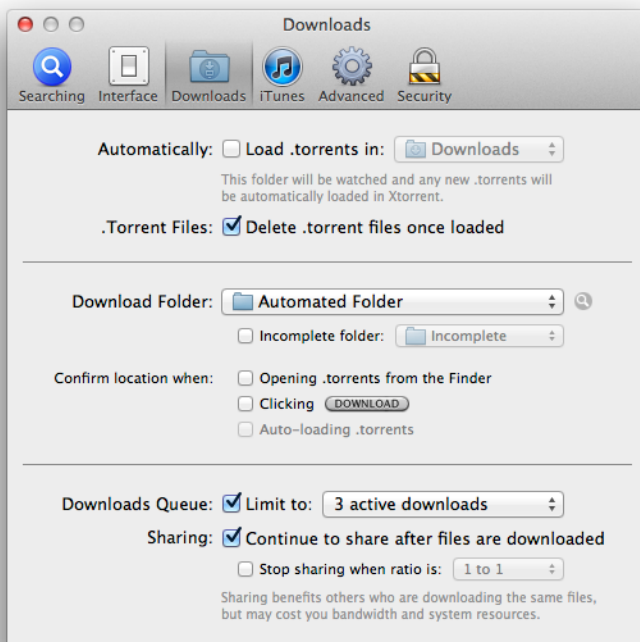 Downloads
Searching Interface Downloads iTunes Advanced Security
Automatically: Load .torrents in: Downloads
This folder will be watched and any new .torrents will
be automatically loaded in Xtorrent.
.Torrent Files: Delete .torrent files once loaded
Download Folder: Automated Folder
Incomplete folder: Incomplete
Confirm location when: Opening .torrents from the Finder
Clicking DOWNLOAD
Auto-loading .torrents
Downloads Queue: Limit to: 3 active downloads
Sharing: Continue to share after files are downloaded
Stop sharing when ratio is: 1 to 1
Sharing benefits others who are downloading the same files,
but may cost you bandwidth and system resources.